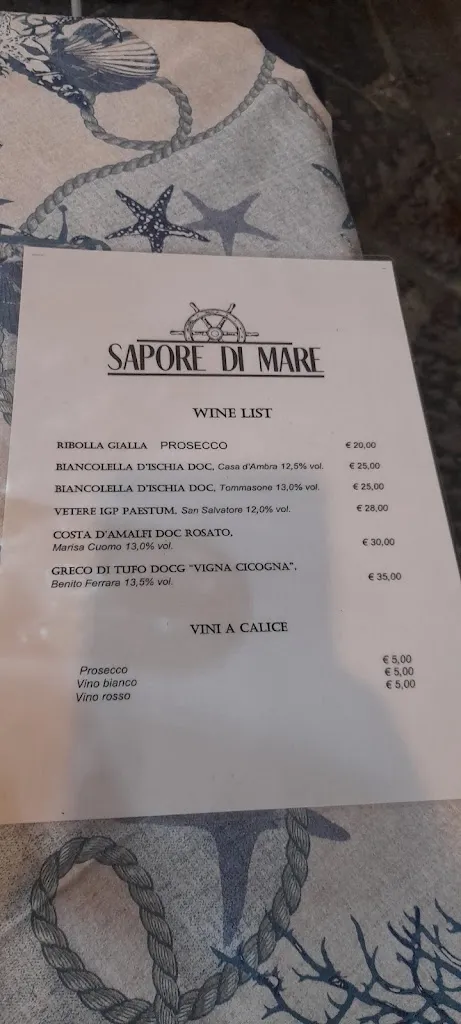 SAPORE DI MARE
WINE LIST
RIBOLLA GIALLA PROSECCO € 20,00
BIANCOLELLA D'ISCHIA DOC, Casa d'Ambra 12,5% vol. € 25,00
BIANCOLELLA D'ISCHIA DOC, Tommasone 13,0% vol. € 25,00
VETERE IGP PAESTUM, San Salvatore 12,0% vol. € 28,00
COSTA D'AMALFI DOC ROSATO,
Marisa Cuomo 13,0% vol. € 30,00
GRECO DI TUFO DOCG "VIGNA CICOGNA",
Benito Ferrara 13,5% vol. € 35,00
VINI A CALICE
Prosecco € 5,00
Vino bianco € 5,00
Vino rosso € 5,00